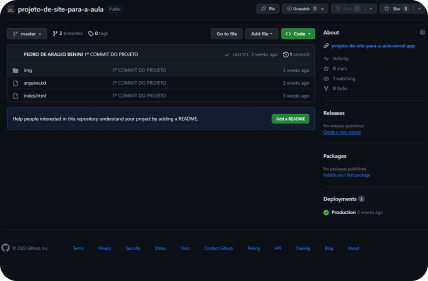 projeto-de-site-para-a-aula Public
Pin Unwatch 1 Fork 0 Star 0
master 2 branches 0 tags Go to file Add file Code
PEDRO DE ARAUJO BENINI 1º COMMIT DO PROJETO 3 weeks ago 1 commit
img 1º COMMIT DO PROJETO 3 weeks ago
arquivo.txt 1º COMMIT DO PROJETO 3 weeks ago
index.html 1º COMMIT DO PROJETO 3 weeks ago
Help people interested in this repository understand your project by adding a README. Add a README
About
projeto-de-site-para-a-aula.vercel.app
Activity
0 stars
1 watching
0 forks
Releases
No releases published
Create a new release
Packages
No packages published
Publish your first package
Deployments 2
Production 3 weeks ago
© 2023 GitHub, Inc. Terms Privacy Security Status Docs Contact GitHub Pricing API Training Blog About